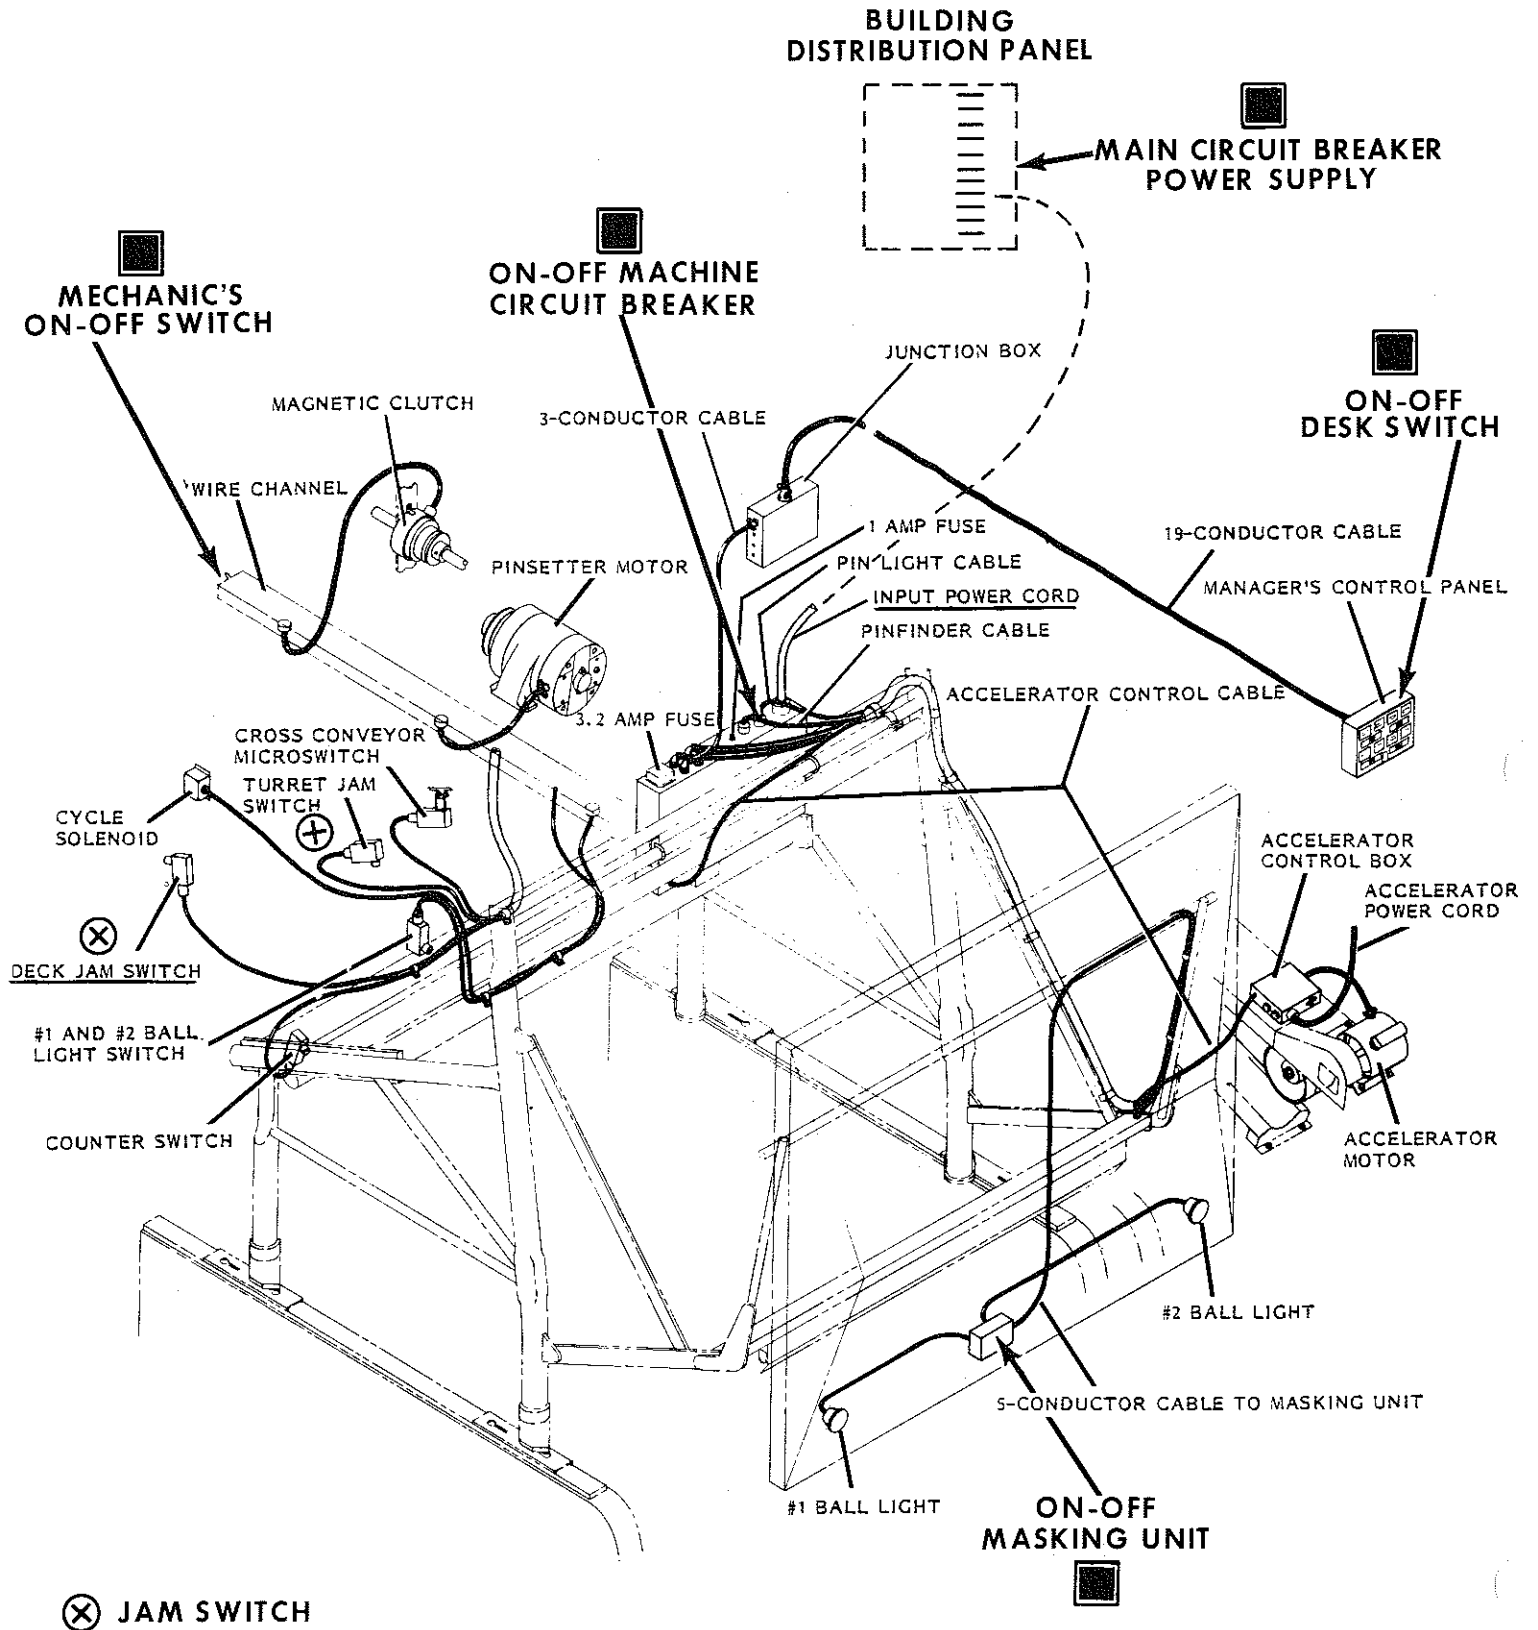 BUILDING
DISTRIBUTION PANEL
MAIN CIRCUIT BREAKER
POWER SUPPLY
MECHANIC'S
ON-OFF SWITCH
ON-OFF MACHINE
CIRCUIT BREAKER
JUNCTION BOX
ON-OFF
DESK SWITCH
MAGNETIC CLUTCH
3-CONDUCTOR CABLE
WIRE CHANNEL
1 AMP FUSE
19-CONDUCTOR CABLE
PINSETTER MOTOR
PIN LIGHT CABLE
MANAGER'S CONTROL PANEL
INPUT POWER CORD
PINFINDER CABLE
ACCELERATOR CONTROL CABLE
3.2 AMP FUSE
CROSS CONVEYOR
MICROSWITCH
TURRET JAM
SWITCH
CYCLE
SOLENOID
ACCELERATOR
CONTROL BOX
ACCELERATOR
POWER CORD
DECK JAM SWITCH
#1 AND #2 BALL
LIGHT SWITCH
COUNTER SWITCH
ACCELERATOR
MOTOR
#2 BALL LIGHT
5-CONDUCTOR CABLE TO MASKING UNIT
#1 BALL LIGHT
ON-OFF
MASKING UNIT
JAM SWITCH